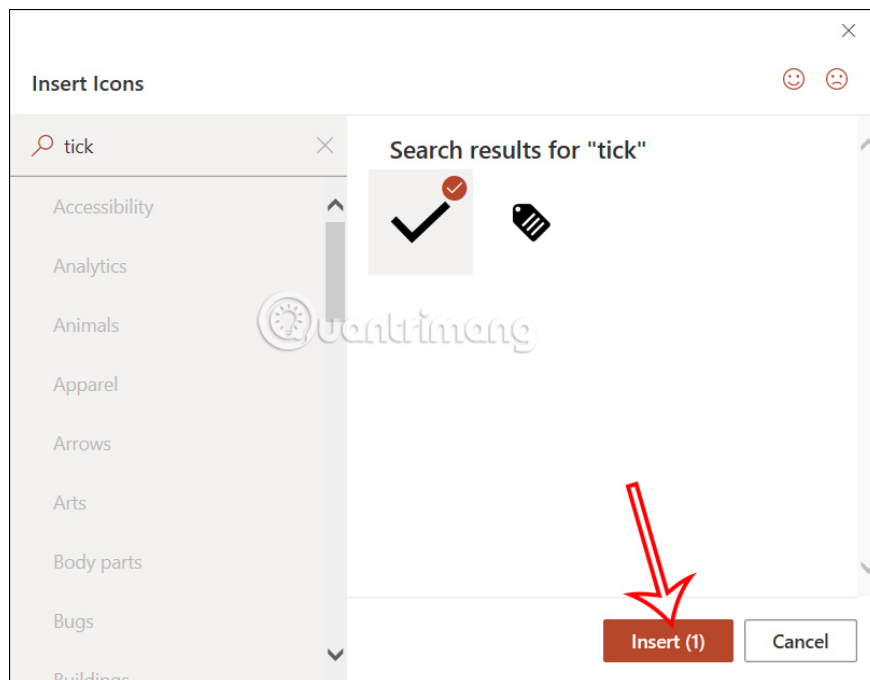 Insert Icons
tick
Search results for "tick"
Accessibility
Analytics
Animals
Quantrimang
Apparel
Arrows
Arts
Body parts
Bugs
Insert (1)
Cancel
Buildings